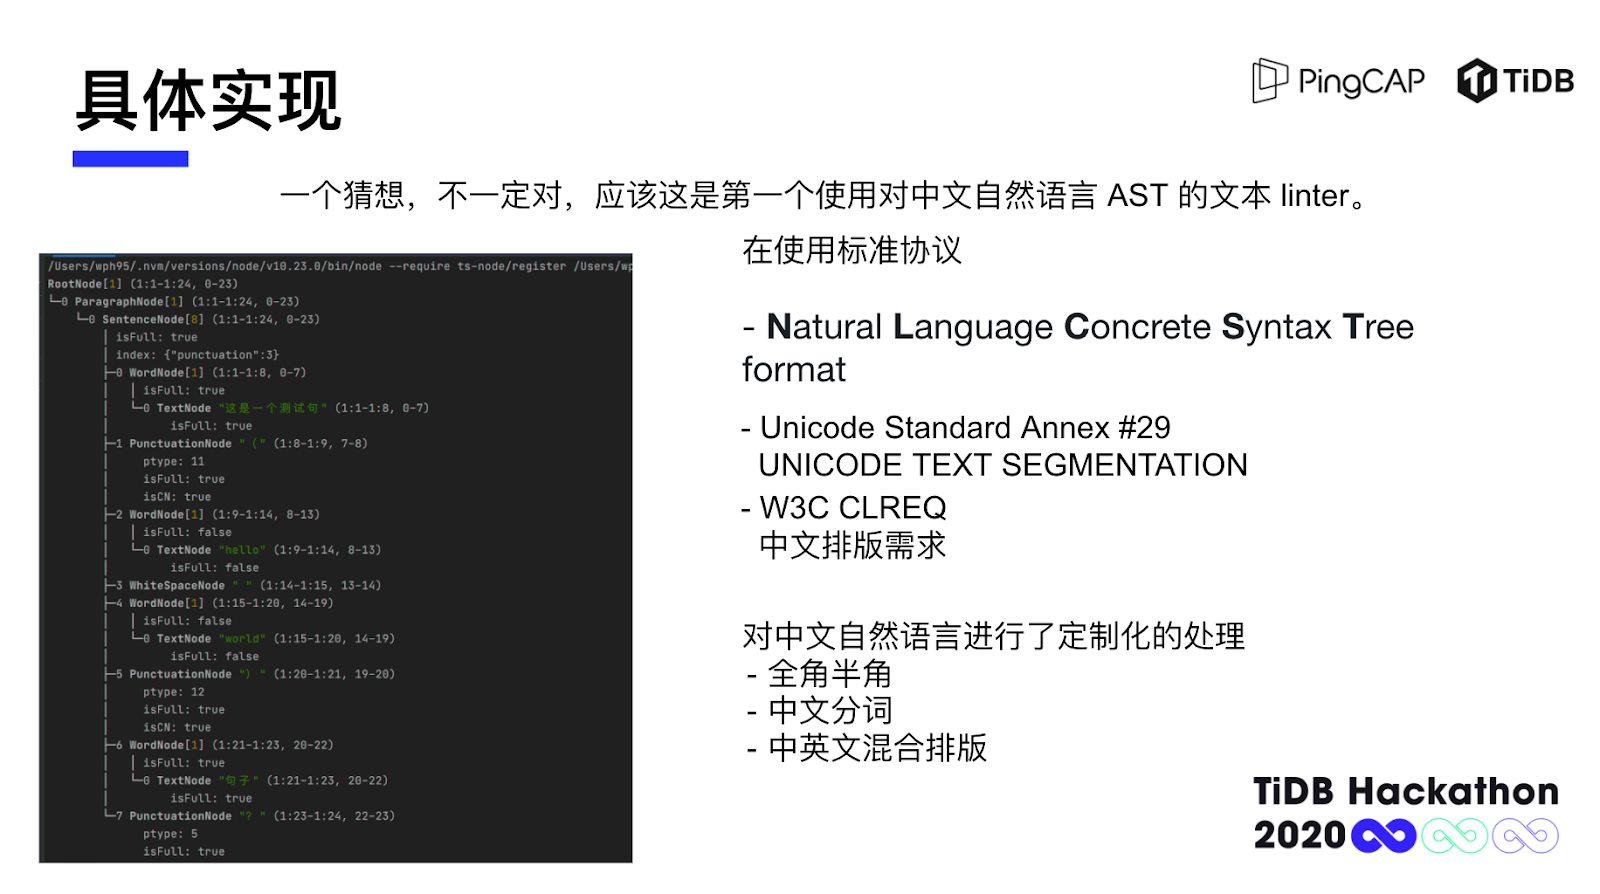 具体实现
PingCAP
TiDB
一个猜想，不一定对，应该这是第一个使用对中文自然语言 AST 的文本 linter。
/Users/wph95/.nvm/versions/node/v10.23.0/bin/node --require ts-node/register /Users/wp
RootNode[1] (1:1-1:24, 0-23)
└─0 ParagraphNode[1] (1:1-1:24, 0-23)
└─0 SentenceNode[8] (1:1-1:24, 0-23)
│ isFull: true
│ index: {"punctuation":3}
├─0 WordNode[1] (1:1-1:8, 0-7)
│ │ isFull: true
│ └─0 TextNode "这是一个测试句" (1:1-1:8, 0-7)
│ isFull: true
├─1 PunctuationNode "（" (1:8-1:9, 7-8)
│ ptype: 11
│ isFull: true
│ isCN: true
├─2 WordNode[1] (1:9-1:14, 8-13)
│ │ isFull: false
│ └─0 TextNode "hello" (1:9-1:14, 8-13)
│ isFull: false
├─3 WhiteSpaceNode " " (1:14-1:15, 13-14)
├─4 WordNode[1] (1:15-1:20, 14-19)
│ │ isFull: false
│ └─0 TextNode "world" (1:15-1:20, 14-19)
│ isFull: false
├─5 PunctuationNode "）" (1:20-1:21, 19-20)
│ ptype: 12
│ isFull: true
│ isCN: true
├─6 WordNode[1] (1:21-1:23, 20-22)
│ │ isFull: true
│ └─0 TextNode "句子" (1:21-1:23, 20-22)
│ isFull: true
└─7 PunctuationNode "？" (1:23-1:24, 22-23)
ptype: 5
isFull: true
在使用标准协议
- Natural Language Concrete Syntax Tree
format
- Unicode Standard Annex #29
UNICODE TEXT SEGMENTATION
- W3C CLREQ
中文排版需求
对中文自然语言进行了定制化的处理
- 全角半角
- 中文分词
- 中英文混合排版
TiDB Hackathon
2020